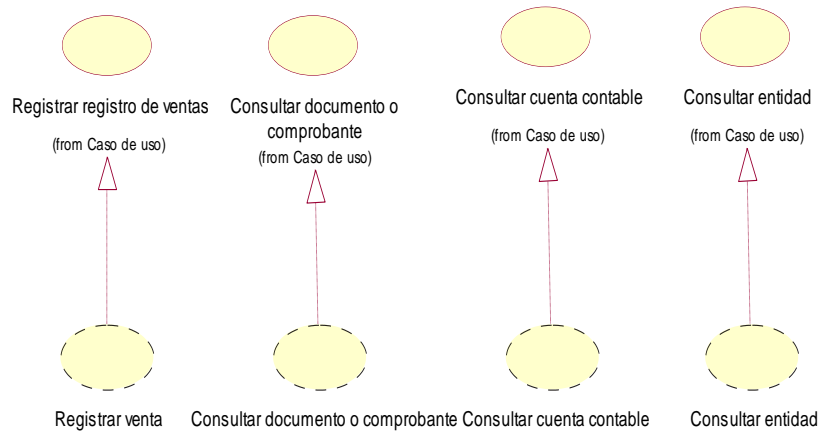 Registrar registro de ventas
(from Caso de uso)
Consultar documento o
comprobante
(from Caso de uso)
Consultar cuenta contable
(from Caso de uso)
Consultar entidad
(from Caso de uso)
Registrar venta
Consultar documento o comprobante
Consultar cuenta contable
Consultar entidad